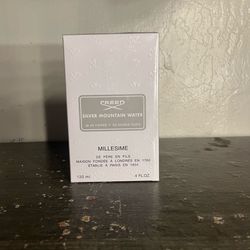 CREED
SILVER MOUNTAIN WATER
MILLESIME
DE PÈRE EN FILS
MAISON FONDÉE A LONDRES EN 1760
ÉTABLIE A PARIS EN 1854
120 ml
4 FL.OZ.